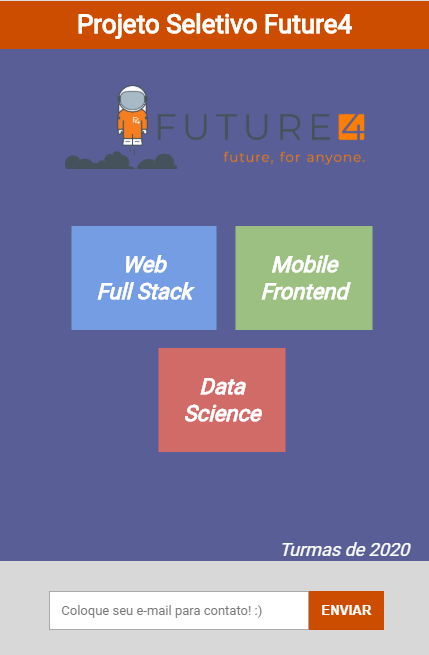 Projeto Seletivo Future4
F4
FUTURE4
future, for anyone.
Web
Full Stack
Mobile
Frontend
Data
Science
Turmas de 2020
Coloque seu e-mail para contato! :)
ENVIAR